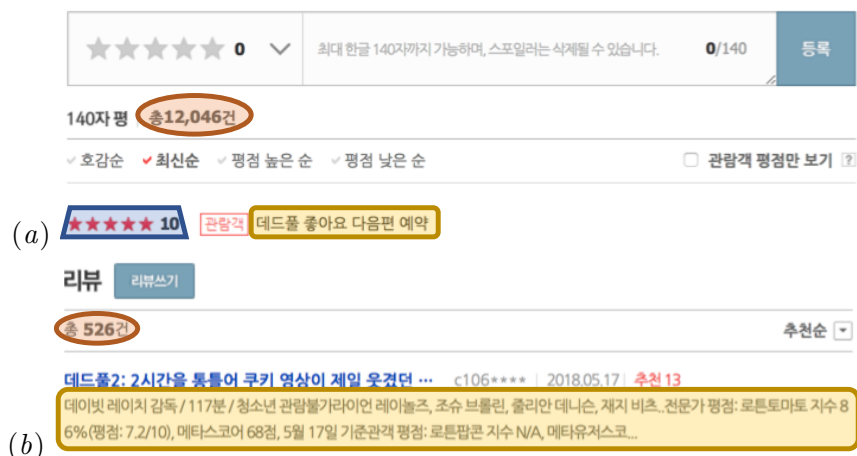 0 최대 한글 140자까지 가능하며, 스포일러는 삭제될 수 있습니다. 0/140 등록
140자 평 총12,046건
호감순 최신순 평점 높은 순 평점 낮은 순 관람객 평점만 보기 ?
(a) 10 관람객 데드풀 좋아요 다음편 예약
리뷰 리뷰쓰기
총 526건 추천순
데드풀2: 2시간을 통틀어 쿠키 영상이 제일 웃겼던 … c106**** 2018.05.17 추천 13
데이빗 레이치 감독 / 117분 / 청소년 관람불가라이언 레이놀즈, 조슈 브롤린, 줄리안 데니슨, 재지 비츠..전문가 평점: 로튼토마토 지수 8
(b) 6% (평점: 7.2/10), 메타스코어 68점, 5월 17일 기준관객 평점: 로튼팝콘 지수 N/A, 메타유저스코...